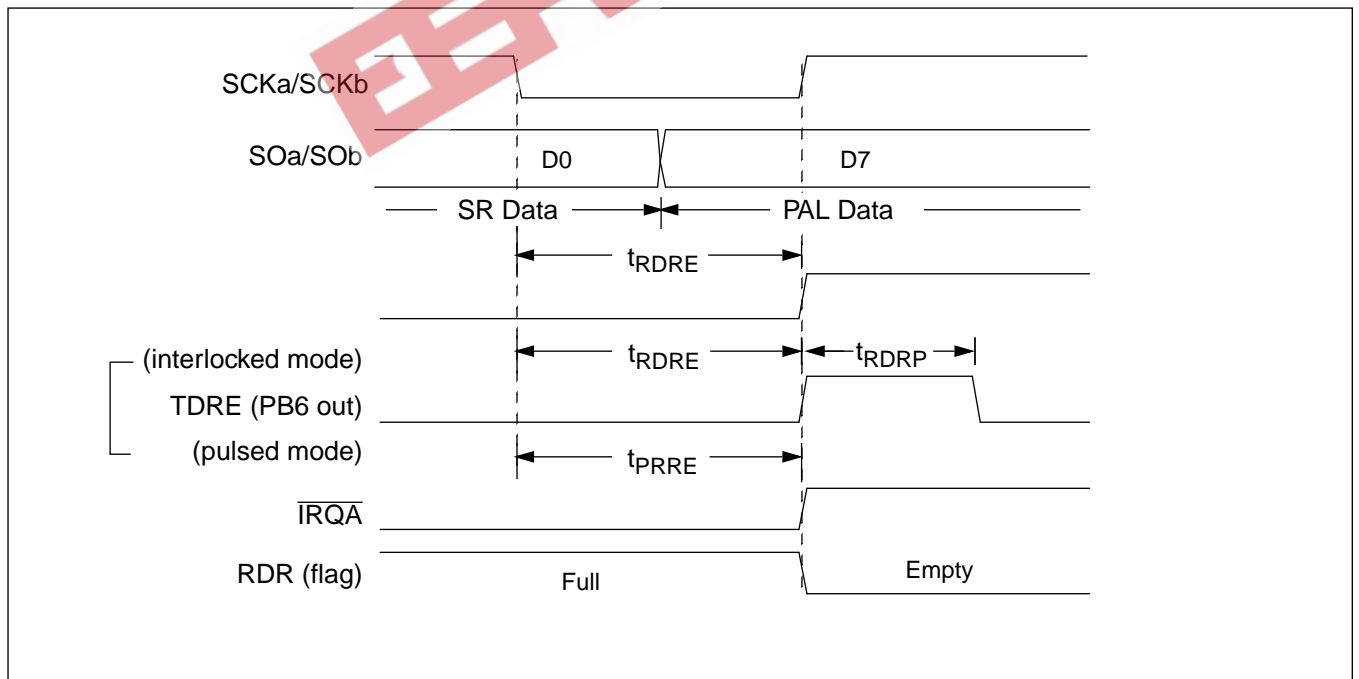 SCKa/SCKb
SOa/SOb
D0
D7
SR Data
PAL Data
tRDRE
(interlocked mode)
tRDRE
tRDRP
TDRE (PB6 out)
(pulsed mode)
tPRRE
IRQA
RDR (flag)
Full
Empty